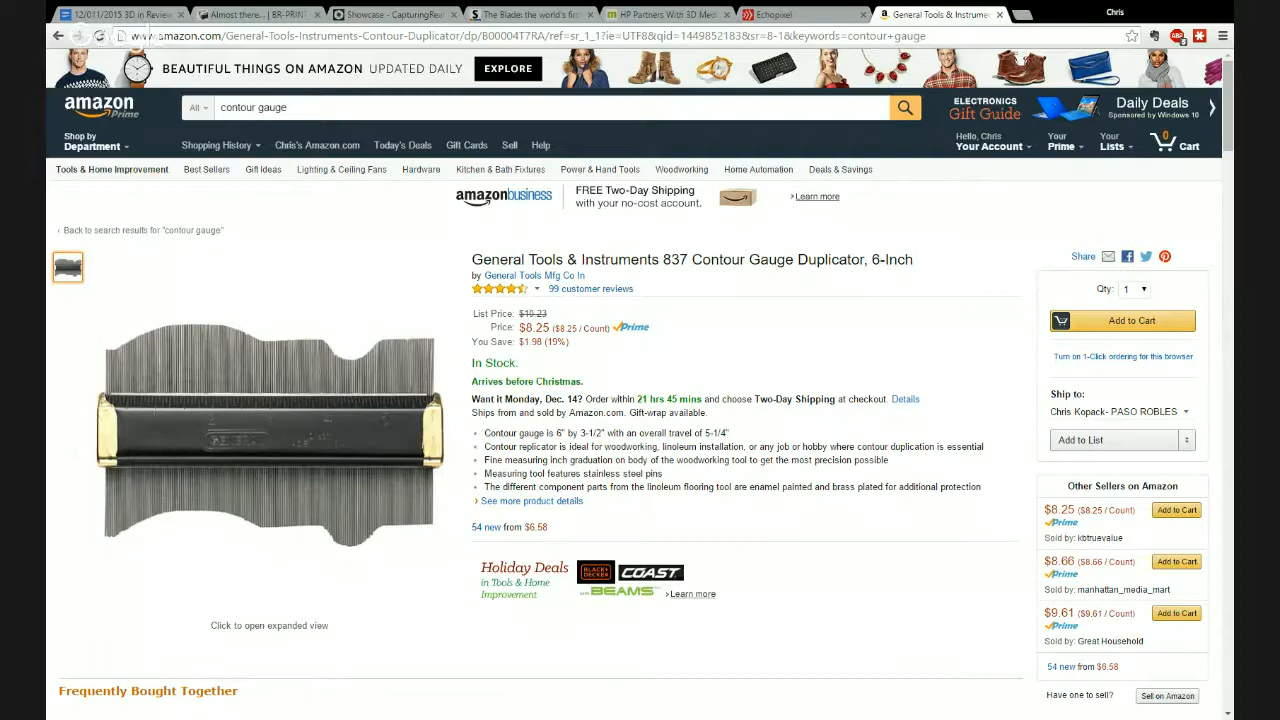 12/011/2015 3D in Review
Almost there... | BR-PRINT
Showcase - CapturingReal
The Blade: the world's first
HP Partners With 3D Med
Echopixel
General Tools & Instrume
Chris
www.amazon.com/General-Tools-Instruments-Contour-Duplicator/dp/B00004T7RA/ref=sr_1_1?ie=UTF8&qid=1449852183&sr=8-1&keywords=contour+gauge
BEAUTIFUL THINGS ON AMAZON UPDATED DAILY EXPLORE
amazon Prime
All
contour gauge
ELECTRONICS
Gift Guide
Daily Deals
Sponsored by Windows 10
Shop by
Department
Shopping History
Chris's Amazon.com
Today's Deals
Gift Cards
Sell
Help
Hello, Chris
Your Account
Your
Prime
Your
Lists
0
Cart
Tools & Home Improvement
Best Sellers
Gift Ideas
Lighting & Ceiling Fans
Hardware
Kitchen & Bath Fixtures
Power & Hand Tools
Woodworking
Home Automation
Deals & Savings
amazonbusiness
FREE Two-Day Shipping
with your no-cost account.
› Learn more
‹ Back to search results for "contour gauge"
General Tools & Instruments 837 Contour Gauge Duplicator, 6-Inch
by General Tools Mfg Co In
99 customer reviews
List Price: $10.23
Price: $8.25 ($8.25 / Count) Prime
You Save: $1.98 (19%)
In Stock.
Arrives before Christmas.
Want it Monday, Dec. 14? Order within 21 hrs 45 mins and choose Two-Day Shipping at checkout. Details
Ships from and sold by Amazon.com. Gift-wrap available.
• Contour gauge is 6" by 3-1/2" with an overall travel of 5-1/4"
• Contour replicator is ideal for woodworking, linoleum installation, or any job or hobby where contour duplication is essential
• Fine measuring inch graduation on body of the woodworking tool to get the most precision possible
• Measuring tool features stainless steel pins
• The different component parts from the linoleum flooring tool are enamel painted and brass plated for additional protection
› See more product details
54 new from $6.58
Holiday Deals
in Tools & Home
Improvement
BLACK+
DECKER
COAST
BEAMS
› Learn more
GENERAL
Click to open expanded view
Frequently Bought Together
Share
Qty: 1
Add to Cart
Turn on 1-Click ordering for this browser
Ship to:
Chris Kopack- PASO ROBLES
Add to List
Other Sellers on Amazon
$8.25 ($8.25 / Count) Add to Cart
Prime
Sold by: kbtruevalue
$8.66 ($8.66 / Count) Add to Cart
Prime
Sold by: manhattan_media_mart
$9.61 ($9.61 / Count) Add to Cart
Prime
Sold by: Great Household
54 new from $6.58
Have one to sell? Sell on Amazon